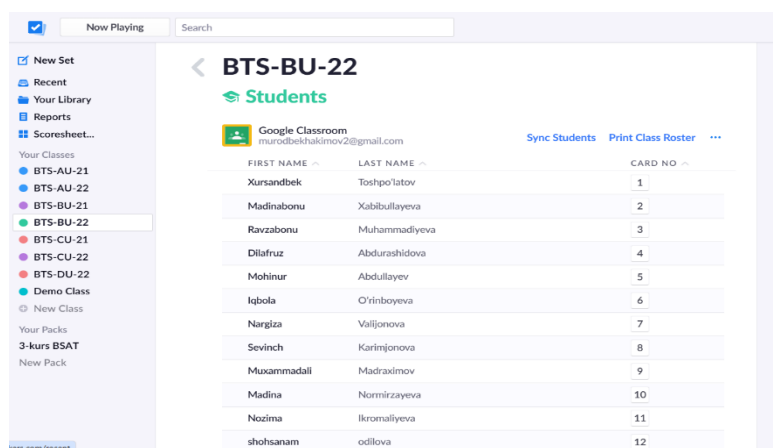 Now Playing
Search
New Set
Recent
Your Library
Reports
Scoresheet...
Your Classes
BTS-AU-21
BTS-AU-22
BTS-BU-21
BTS-BU-22
BTS-CU-21
BTS-CU-22
BTS-DU-22
Demo Class
New Class
Your Packs
3-kurs BSAT
New Pack
BTS-BU-22
Students
Google Classroom
murodbekhakimov2@gmail.com
Sync Students Print Class Roster ...
FIRST NAME LAST NAME CARD NO
Xursandbek Toshpo'latov 1
Madinabonu Xabibullayeva 2
Ravzabonu Muhammadiyeva 3
Dilafruz Abdurashidova 4
Mohinur Abdullayev 5
Iqbola O'rinboyeva 6
Nargiza Valijonova 7
Sevinch Karimjonova 8
Muxammadali Madraximov 9
Madina Normirzayeva 10
Nozima Ikromaliyeva 11
shohsanam odilova 12